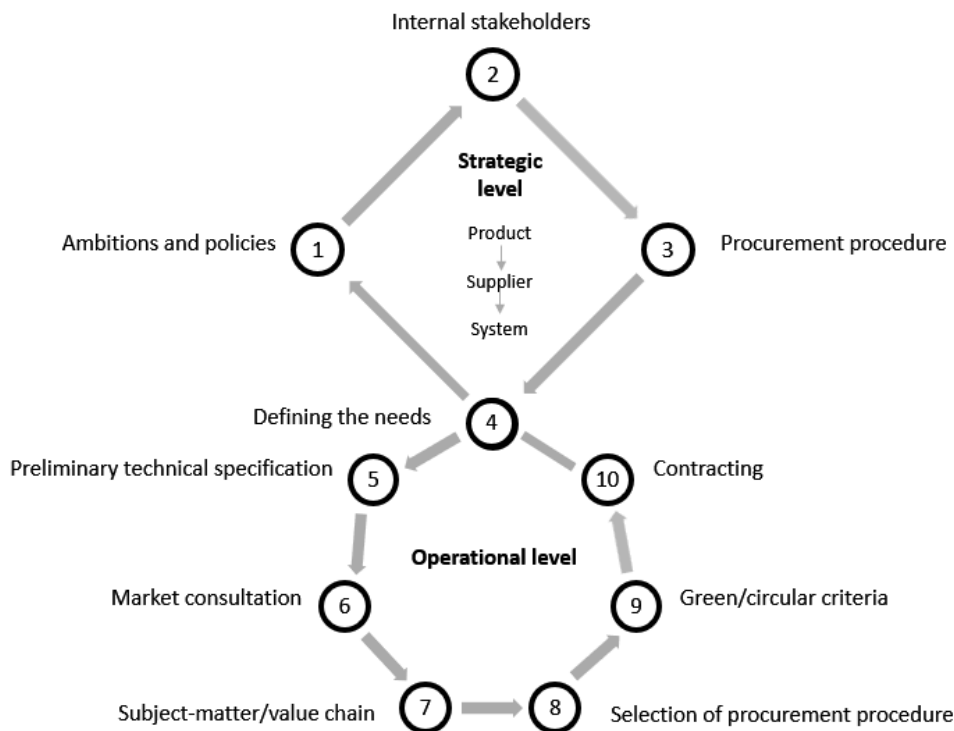 Internal stakeholders
2
Strategic
level
Ambitions and policies
1
Product
Supplier
System
3
Procurement procedure
Defining the needs
4
Preliminary technical specification
5
10
Contracting
Operational level
Market consultation
6
9
Green/circular criteria
Subject-matter/value chain
7
8
Selection of procurement procedure